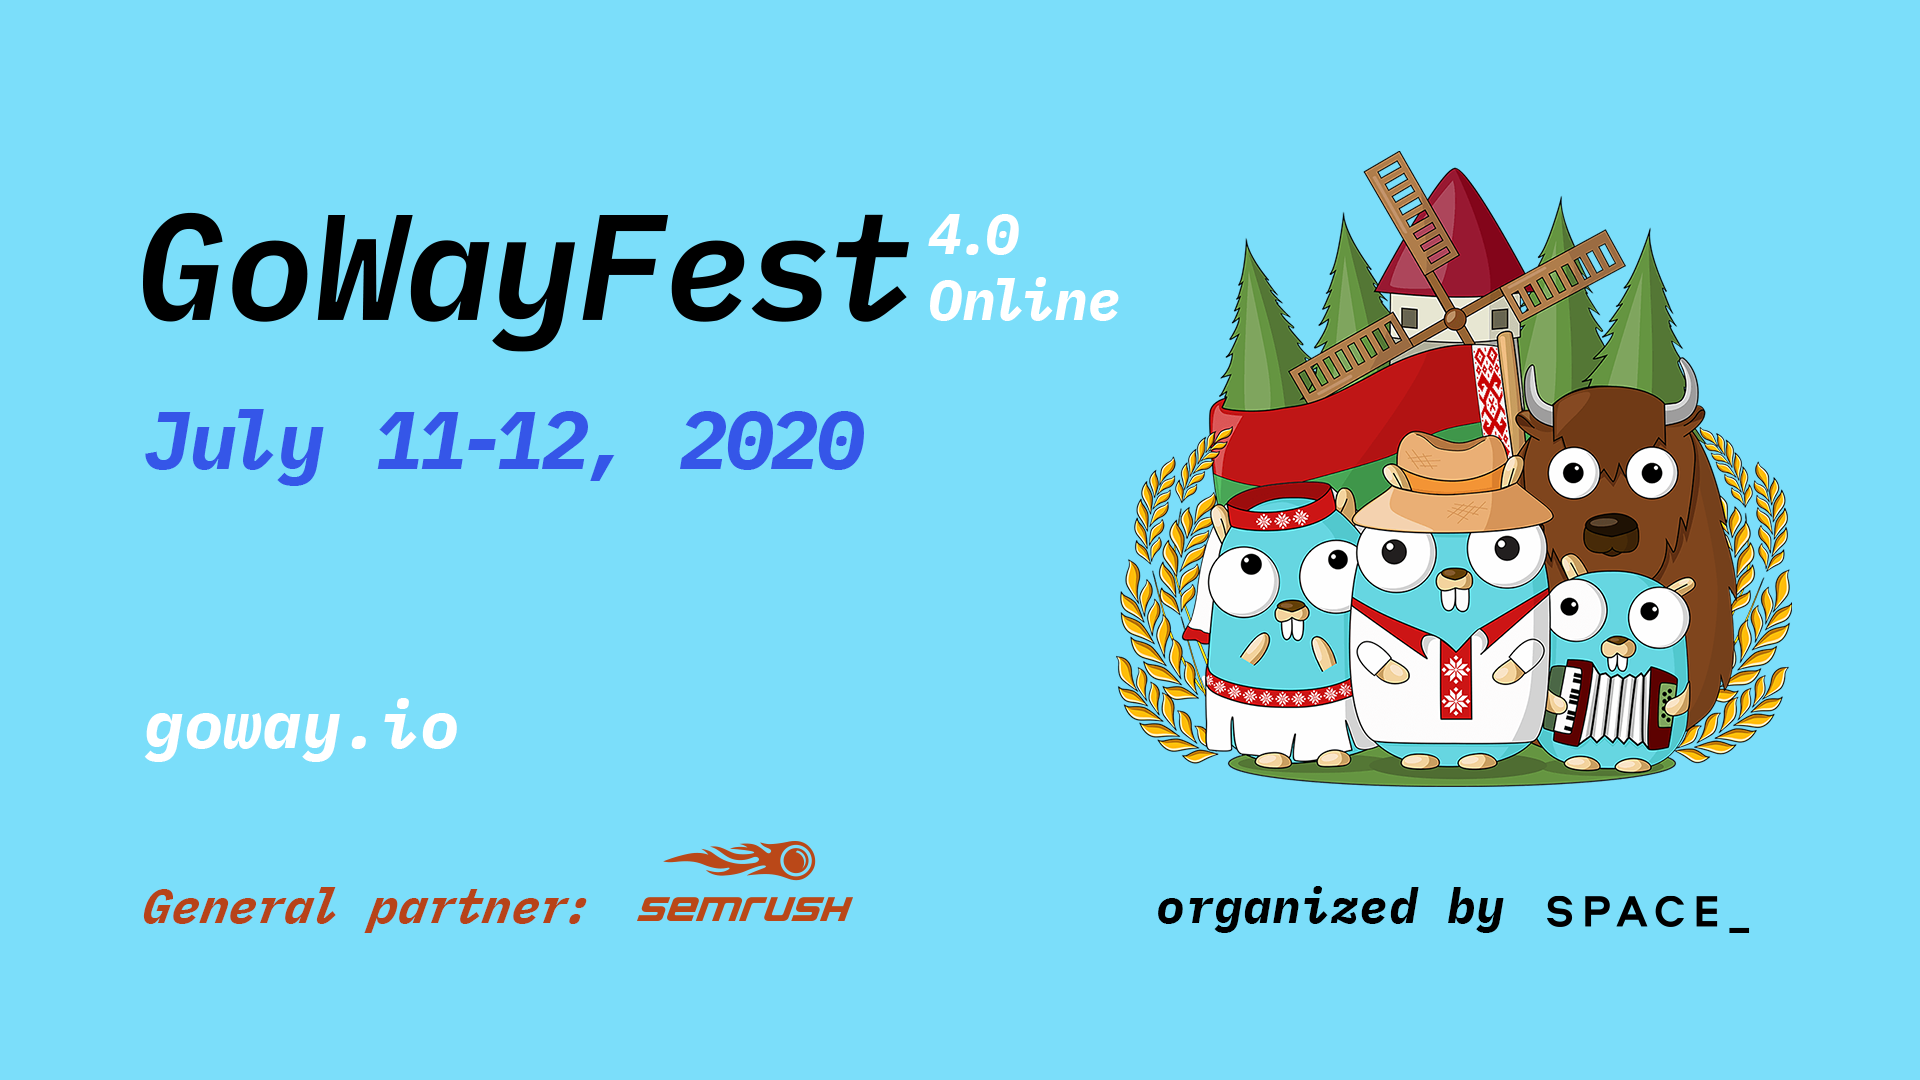 GoWayFest
4.0
Online
July 11-12, 2020
goway.io
General partner:
semrush
organized by
SPACE_